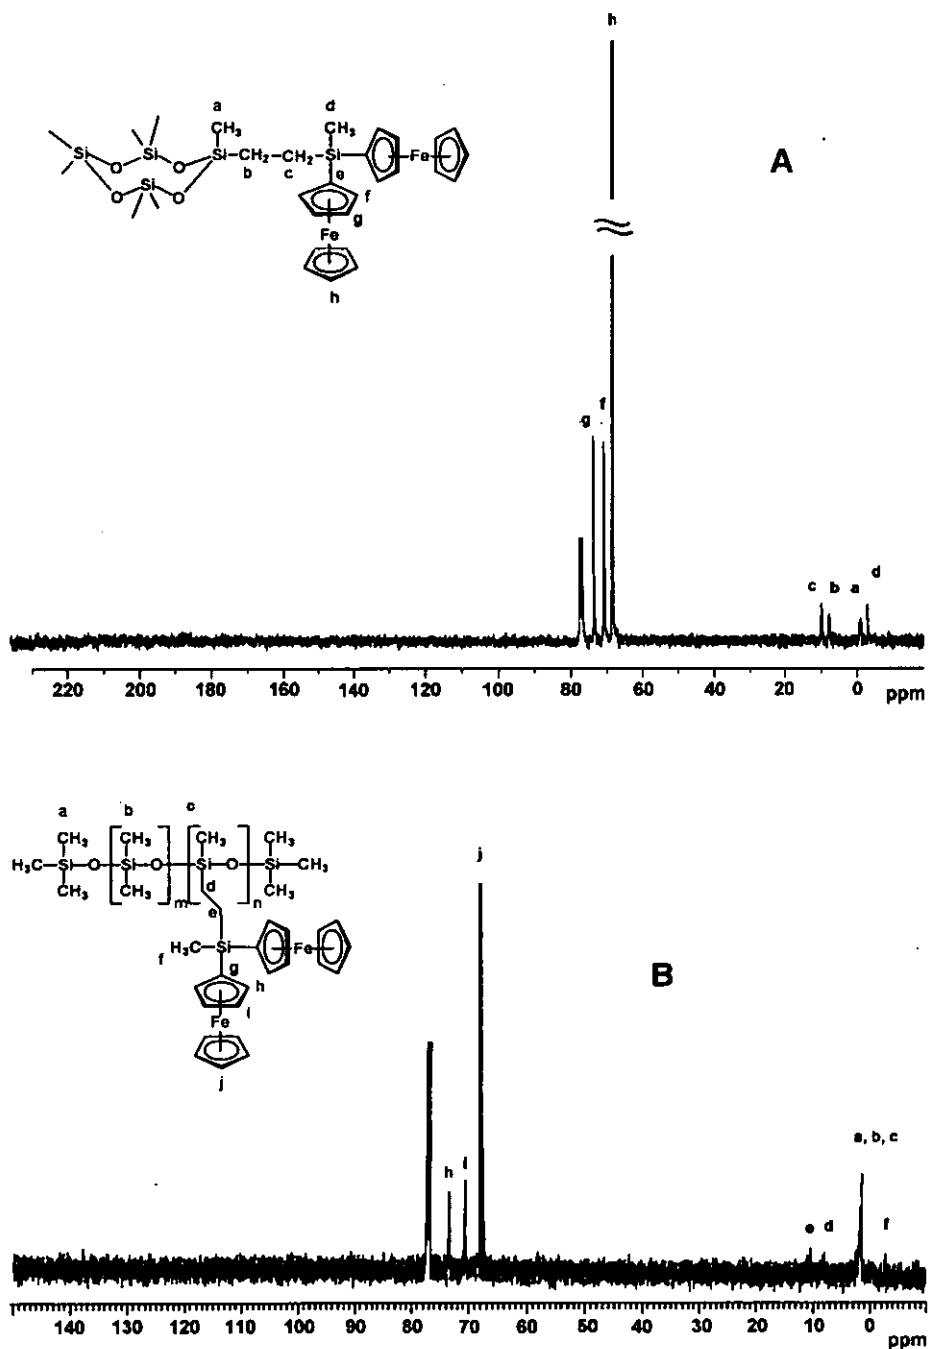 h
a
d
CH₃
CH₃
Si
Si
Si
CH₂
CH₂
Si
Fe
A
O
O
b
c
e
Si
f
O
O
g
Fe
h
g
f
c
b
a
d
220 200 180 160 140 120 100 80 60 40 20 0 ppm
a
b
c
CH₃ CH₃ CH₃ CH₃
H₃C Si O Si O Si O Si CH₃
CH₃ CH₃ d CH₃
m n
e
j
H₃C Si Fe
f
g
h
B
i
Fe
j
a, b, c
h
i
e
d
f
140 130 120 110 100 90 80 70 60 50 40 30 20 10 0 ppm